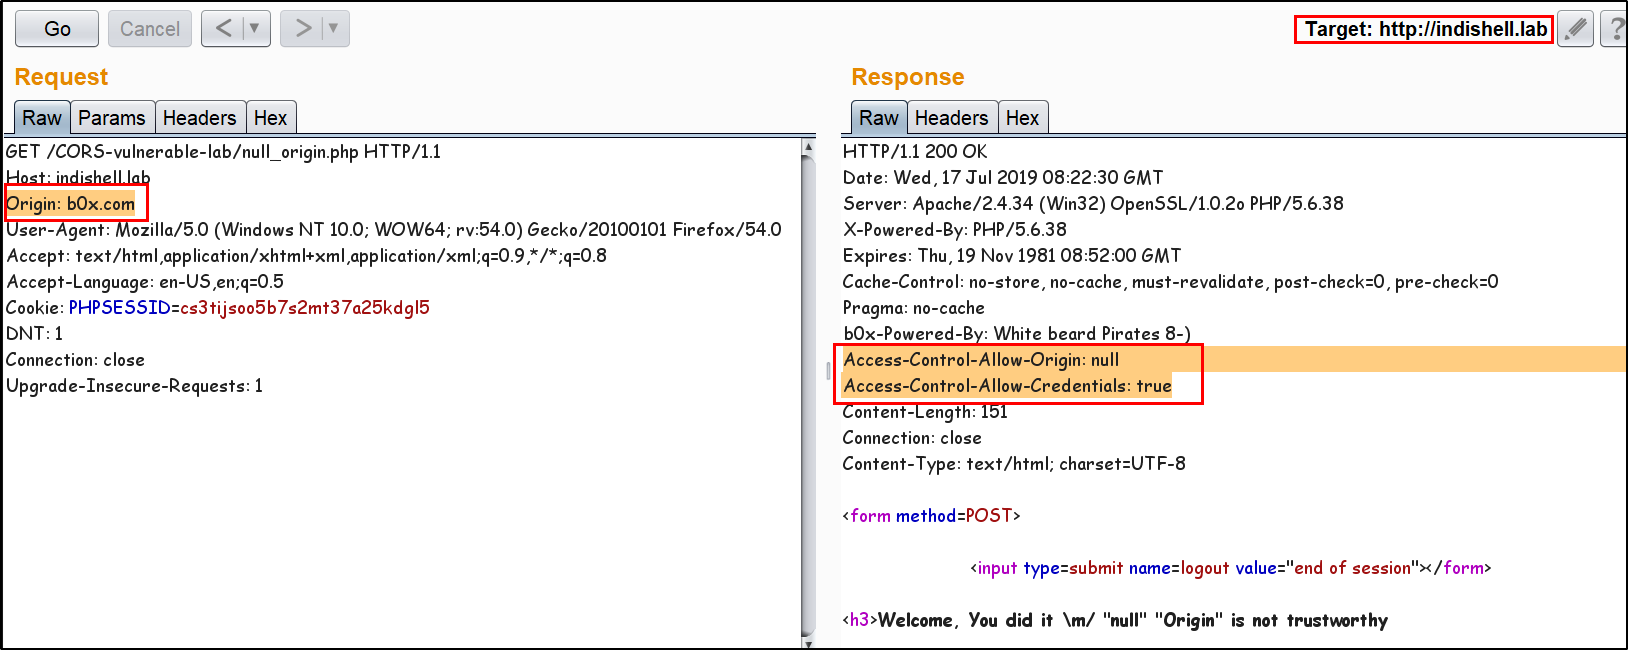 Go
Cancel
<
>
Target: http://indishell.lab
?
Request
Response
Raw
Params
Headers
Hex
Raw
Headers
Hex
GET /CORS-vulnerable-lab/null_origin.php HTTP/1.1
Host: indishell.lab
Origin: b0x.com
User-Agent: Mozilla/5.0 (Windows NT 10.0; WOW64; rv:54.0) Gecko/20100101 Firefox/54.0
Accept: text/html,application/xhtml+xml,application/xml;q=0.9,*/*;q=0.8
Accept-Language: en-US,en;q=0.5
Cookie: PHPSESSID=cs3tijsoo5b7s2mt37a25kdgl5
DNT: 1
Connection: close
Upgrade-Insecure-Requests: 1
HTTP/1.1 200 OK
Date: Wed, 17 Jul 2019 08:22:30 GMT
Server: Apache/2.4.34 (Win32) OpenSSL/1.0.2o PHP/5.6.38
X-Powered-By: PHP/5.6.38
Expires: Thu, 19 Nov 1981 08:52:00 GMT
Cache-Control: no-store, no-cache, must-revalidate, post-check=0, pre-check=0
Pragma: no-cache
b0x-Powered-By: White beard Pirates 8-)
Access-Control-Allow-Origin: null
Access-Control-Allow-Credentials: true
Content-Length: 151
Connection: close
Content-Type: text/html; charset=UTF-8
<form method=POST>
<input type=submit name=logout value="end of session"></form>
<h3>Welcome, You did it \m/ "null" "Origin" is not trustworthy